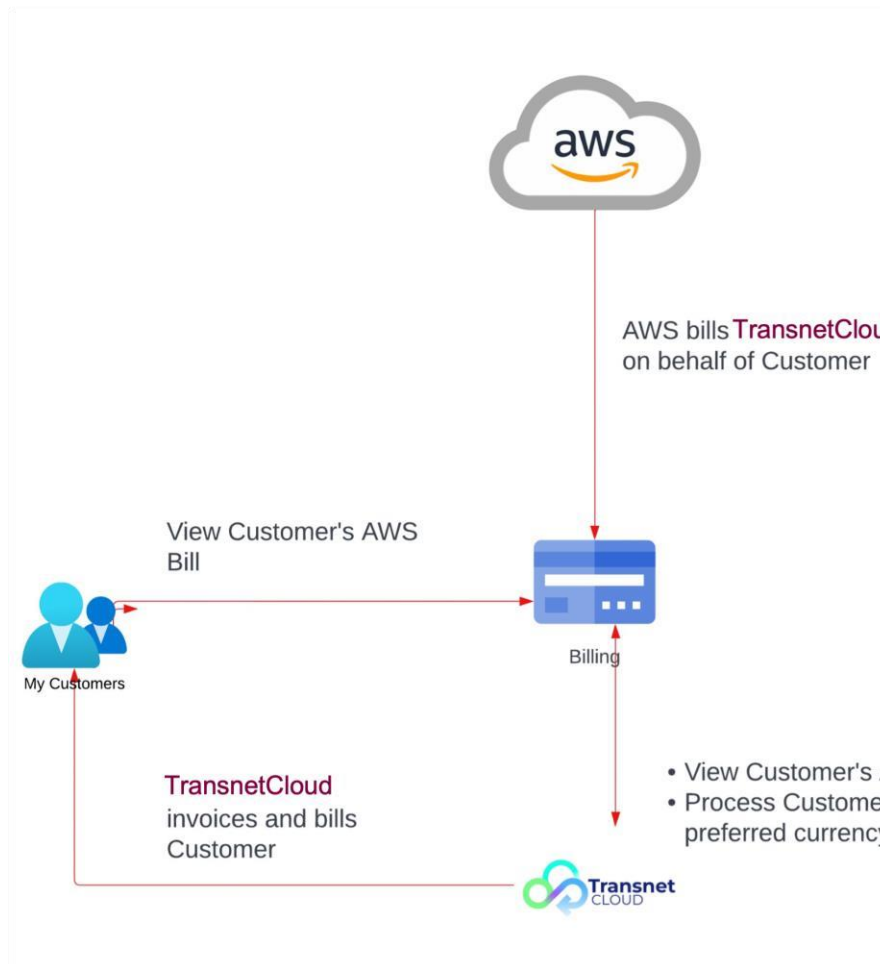 aws
AWS bills TransnetClou
on behalf of Customer
View Customer's AWS
Bill
Billing
My Customers
TransnetCloud
invoices and bills
Customer
• View Customer's
• Process Custome
preferred currency
Transnet
CLOUD